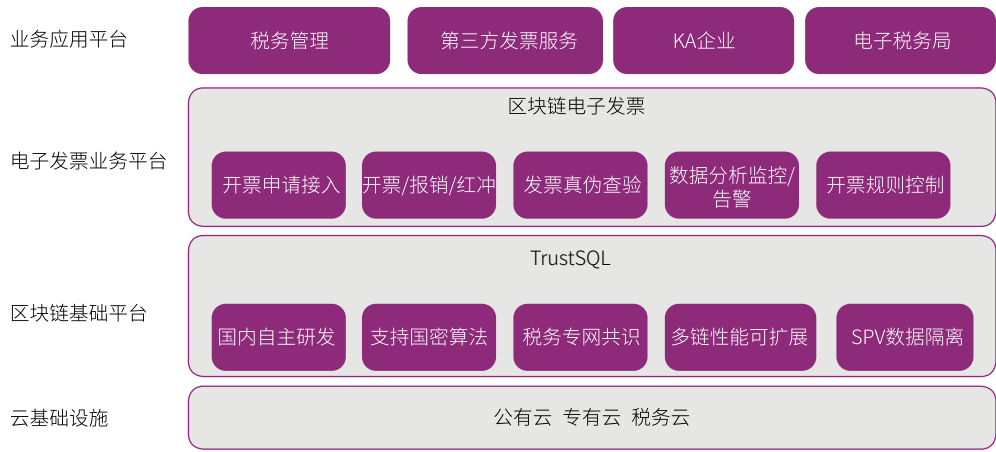 业务应用平台
税务管理
第三方发票服务
KA企业
电子税务局
区块链电子发票
电子发票业务平台
开票申请接入
开票/报销/红冲
发票真伪查验
数据分析监控/
告警
开票规则控制
TrustSQL
区块链基础平台
国内自主研发
支持国密算法
税务专网共识
多链性能可扩展
SPV数据隔离
云基础设施
公有云 专有云 税务云